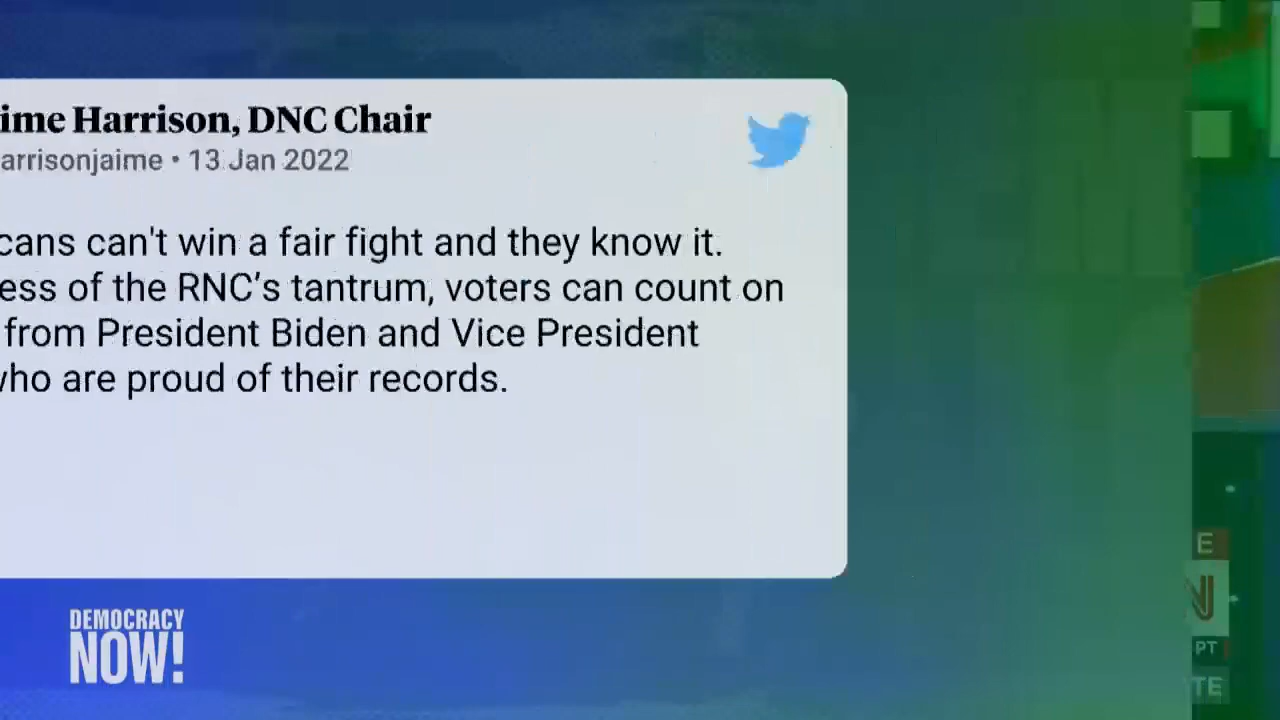 ime Harrison, DNC Chair
arrisonjaime • 13 Jan 2022
cans can't win a fair fight and they know it.
ess of the RNC’s tantrum, voters can count on
from President Biden and Vice President
who are proud of their records.
DEMOCRACY
NOW!
E
N
PT
TE